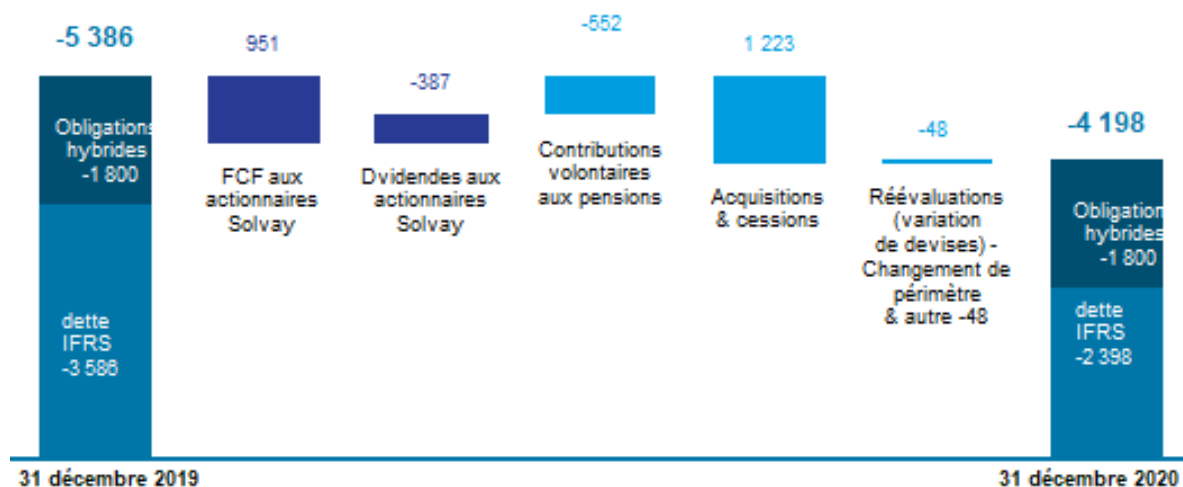 -5 386
Obligations
hybrides
-1 800
dette
IFRS
-3 586
951
FCF aux
actionnaires
Solvay
-387
Dvidendes aux
actionnaires
Solvay
-552
Contributions
volontaires
aux pensions
1 223
Acquisitions
& cessions
-48
Réévaluations
(variation
de devises) -
Changement de
périmètre
& autre -48
-4 198
Obligation
hybrides
-1 800
dette
IFRS
-2 398
31 décembre 2019
31 décembre 2020